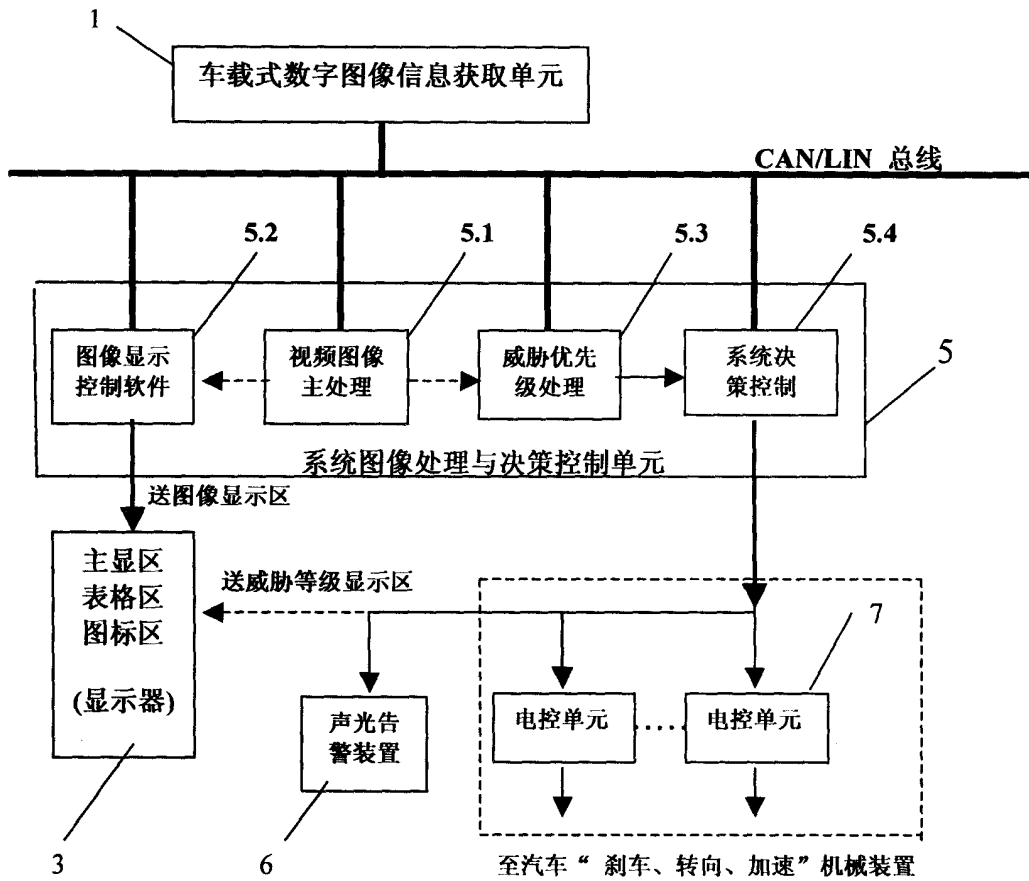 1
车载式数字图像信息获取单元
CAN/LIN 总线
5.2
5.1
5.3
5.4
图像显示
控制软件
视频图像
主处理
威胁优先
级处理
系统决
策控制
5
系统图像处理与决策控制单元
送图像显示区
主显区
表格区
图标区
(显示器)
送威胁等级显示区
7
声光告
警装置
电控单元
.....
电控单元
3
6
至汽车“ 刹车、转向、加速”机械装置